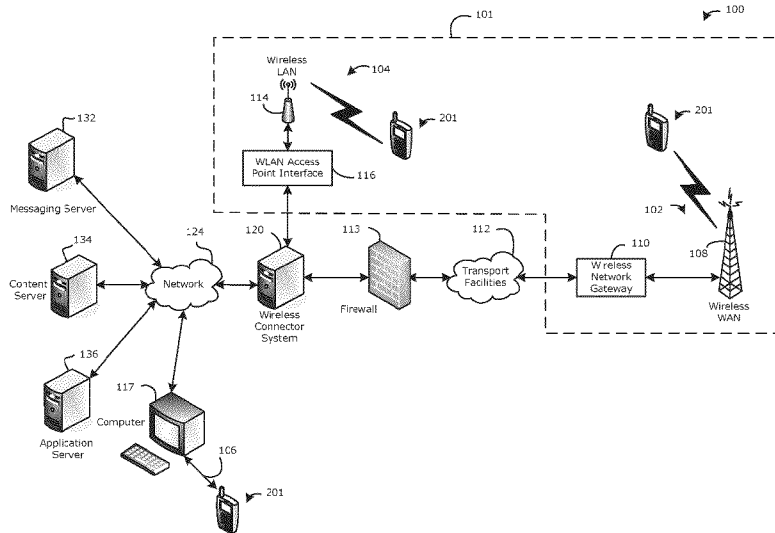 101
100
Wireless
LAN
104
114
201
201
132
WLAN Access
Point Interface
116
102
Messaging Server
134
124
120
113
112
110
108
Content
Server
Network
Transport
Facilities
Wireless
Network
Gateway
Wireless
Connector
System
Firewall
Wireless
WAN
136
117
Computer
Application
Server
106
201